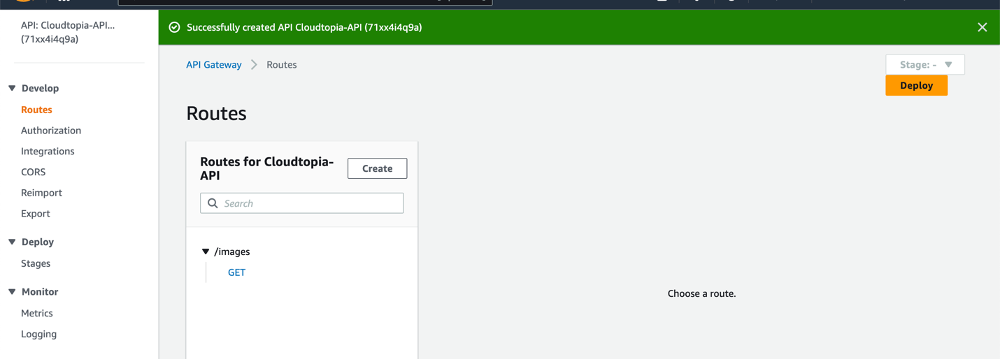 API: Cloudtopia-API...
(71xx4i4q9a)
Successfully created API Cloudtopia-API (71xx4i4q9a)
API Gateway
Routes
Stage: -
Deploy
Develop
Routes
Authorization
Integrations
CORS
Reimport
Export
Deploy
Stages
Monitor
Metrics
Logging
Routes
Routes for Cloudtopia-
API
Create
Search
/images
GET
Choose a route.